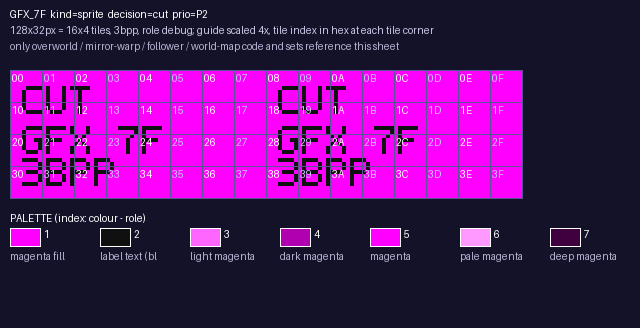 GFX_7F kind=sprite decision=cut prio=P2
128x32px = 16x4 tiles, 3bpp, role debug; guide scaled 4x, tile index in hex at each tile corner
only overworld / mirror-warp / follower / world-map code and sets reference this sheet
00 01 02 03 04 05 06 07 08 09 0A 0B 0C 0D 0E 0F
CUT CUT
10 11 12 13 14 15 16 17 18 19 1A 1B 1C 1D 1E 1F
GFX 7F GFX 7F
20 21 22 23 24 25 26 27 28 29 2A 2B 2C 2D 2E 2F
3BPP 3BPP
30 31 32 33 34 35 36 37 38 39 3A 3B 3C 3D 3E 3F
PALETTE (index: colour - role)
1 2 3 4 5 6 7
magenta fill label text (bl light magenta dark magenta magenta pale magenta deep magenta